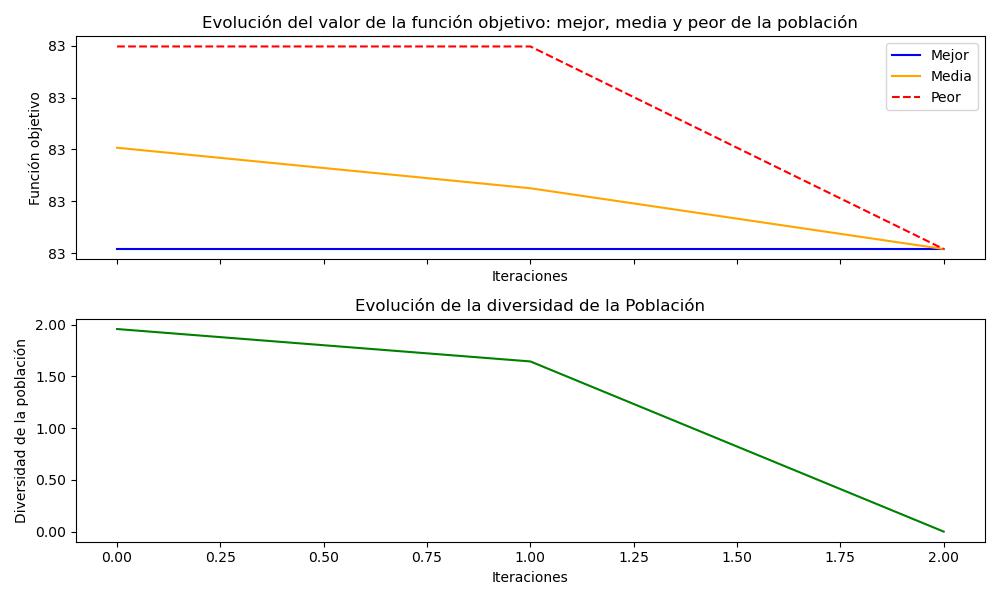 Evolución del valor de la función objetivo: mejor, media y peor de la población
83
83
83
83
83
Función objetivo
Mejor
Media
Peor
Iteraciones
Evolución de la diversidad de la Población
2.00
1.50
1.00
0.50
0.00
Diversidad de la población
0.00 0.25 0.50 0.75 1.00 1.25 1.50 1.75 2.00
Iteraciones